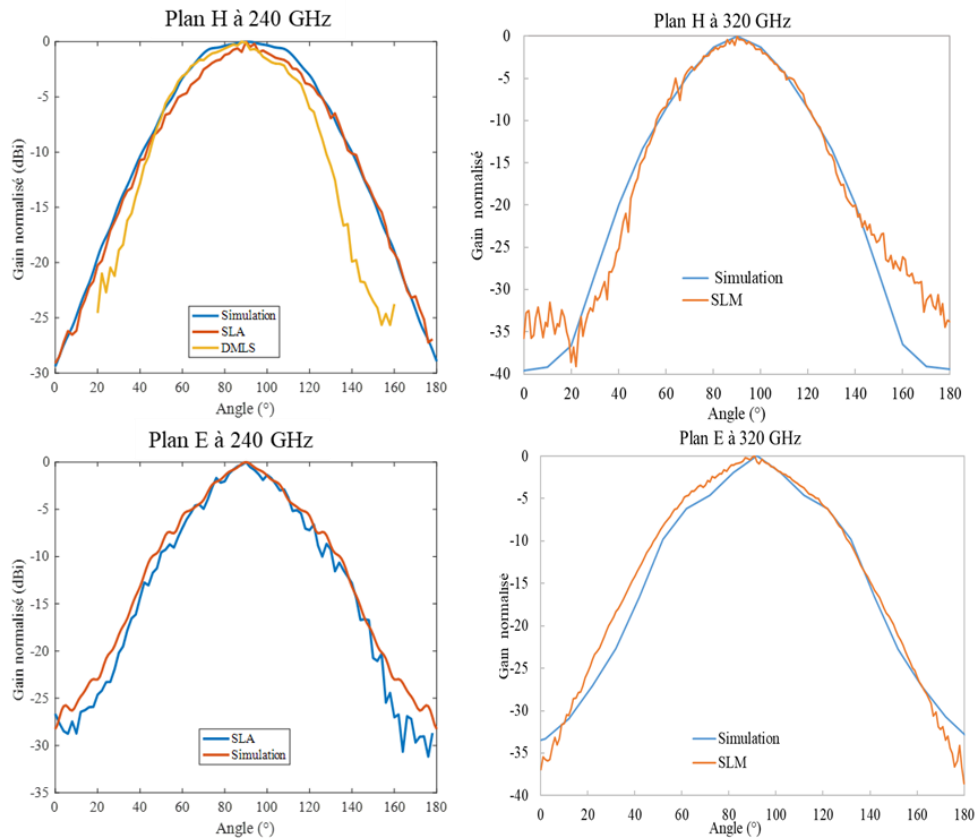 Plan H à 240 GHz
0
-5
-10
-15
-20
-25
-30
Gain normalisé (dBi)
Simulation
SLA
DMLS
0 20 40 60 80 100 120 140 160 180
Angle (°)
Plan H à 320 GHz
0
-5
-10
-15
-20
-25
-30
-35
-40
Gain normalisé
Simulation
SLM
0 20 40 60 80 100 120 140 160 180
Angle (°)
Plan E à 240 GHz
0
-5
-10
-15
-20
-25
-30
-35
Gain normalisé (dBi)
SLA
Simulation
0 20 40 60 80 100 120 140 160 180
Angle (°)
Plan E à 320 GHz
0
-5
-10
-15
-20
-25
-30
-35
-40
Gain normalisé
Simulation
SLM
0 20 40 60 80 100 120 140 160 180
Angle (°)